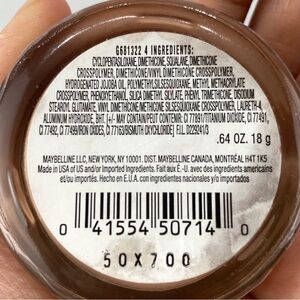 G681322 4 INGREDIENTS:
CYCLOPENTASILOXANE, DIMETHICONE, SQUALANE, DIMETHICONE
CROSSPOLYMER, DIMETHICONE/VINYL DIMETHICONE CROSSPOLYMER,
HYDROGENATED JOJOBA OIL, POLYMETHYLSILSESQUIOXANE, METHYL METHACRYLATE
CROSSPOLYMER, PHENOXYETHANOL, SILICA DIMETHYL SILYLATE, PHENYL TRIMETHICONE, DISODIUM
STEAROYL GLUTAMATE, VINYL DIMETHICONE/METHICONE SILSESQUIOXANE CROSSPOLYMER, LAURETH-4,
ALUMINUM HYDROXIDE, BHT, [+/- MAY CONTAIN/PEUT CONTENIR: CI 77891/TITANIUM DIOXIDE, CI 77491,
CI 77492, CI 77499/IRON OXIDES, CI 77163/BISMUTH OXYCHLORIDE] F.I.L.
.64 OZ. 18 g
MAYBELLINE LLC, NEW YORK, NY 10001. DIST. MAYBELLINE CANADA, MONTRÉAL H4T 1K5
Made in USA of US and/or Imported Ingredients. Fait aux É.-U. avec des ingrédients américains
et/ou importés. Hecho en E.U.A. con ingredientes nacionales y/o importados
0 41554 50714 0
50X700